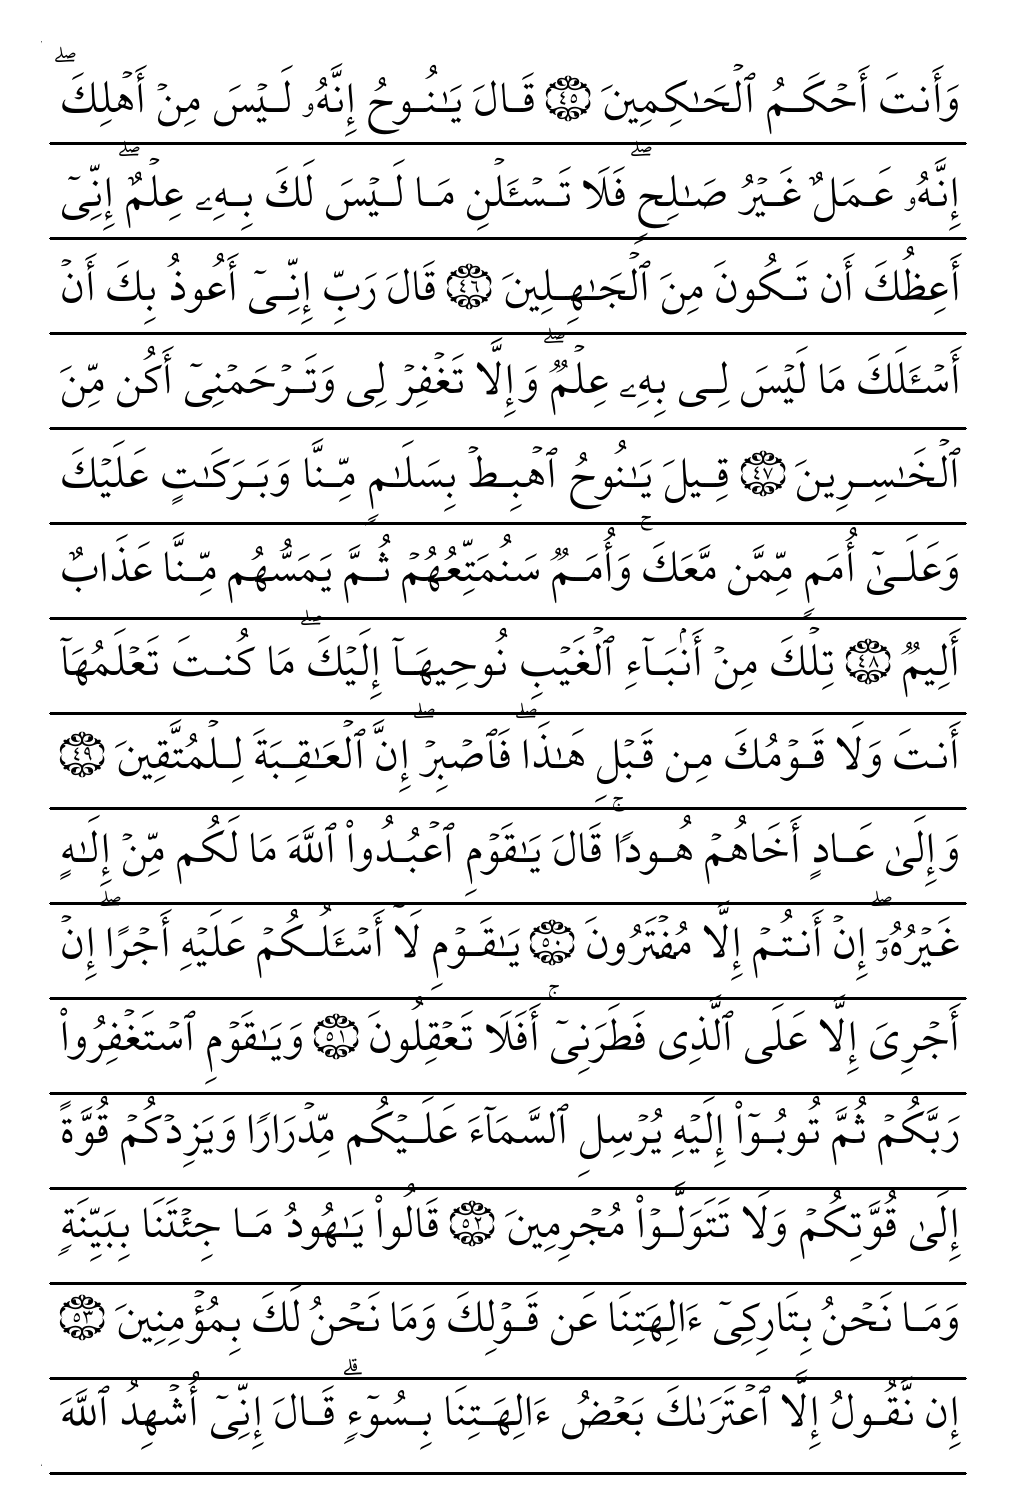 وَأَنتَ أَحۡكَمُ ٱلۡحَٰكِمِينَ ٤٥ قَالَ يَٰنُوحُ إِنَّهُۥ لَيۡسَ مِنۡ أَهۡلِكَۖ
إِنَّهُۥ عَمَلٌ غَيۡرُ صَٰلِحٖۖ فَلَا تَسۡـَٔلۡنِ مَا لَيۡسَ لَكَ بِهِۦ عِلۡمٌۖ إِنِّيٓ
أَعِظُكَ أَن تَكُونَ مِنَ ٱلۡجَٰهِلِينَ ٤٦ قَالَ رَبِّ إِنِّيٓ أَعُوذُ بِكَ أَنۡ
أَسۡـَٔلَكَ مَا لَيۡسَ لِي بِهِۦ عِلۡمٞۖ وَإِلَّا تَغۡفِرۡ لِي وَتَرۡحَمۡنِيٓ أَكُن مِّنَ
ٱلۡخَٰسِرِينَ ٤٧ قِيلَ يَٰنُوحُ ٱهۡبِطۡ بِسَلَٰمٖ مِّنَّا وَبَرَكَٰتٍ عَلَيۡكَ
وَعَلَىٰٓ أُمَمٖ مِّمَّن مَّعَكَۚ وَأُمَمٞ سَنُمَتِّعُهُمۡ ثُمَّ يَمَسُّهُم مِّنَّا عَذَابٌ
أَلِيمٞ ٤٨ تِلۡكَ مِنۡ أَنۢبَآءِ ٱلۡغَيۡبِ نُوحِيهَآ إِلَيۡكَۖ مَا كُنتَ تَعۡلَمُهَآ
أَنتَ وَلَا قَوۡمُكَ مِن قَبۡلِ هَٰذَاۖ فَٱصۡبِرۡۖ إِنَّ ٱلۡعَٰقِبَةَ لِلۡمُتَّقِينَ ٤٩
وَإِلَىٰ عَادٍ أَخَاهُمۡ هُودٗاۚ قَالَ يَٰقَوۡمِ ٱعۡبُدُواْ ٱللَّهَ مَا لَكُم مِّنۡ إِلَٰهٍ
غَيۡرُهُۥٓۖ إِنۡ أَنتُمۡ إِلَّا مُفۡتَرُونَ ٥٠ يَٰقَوۡمِ لَآ أَسۡـَٔلُكُمۡ عَلَيۡهِ أَجۡرًاۖ إِنۡ
أَجۡرِيَ إِلَّا عَلَى ٱلَّذِي فَطَرَنِيٓۚ أَفَلَا تَعۡقِلُونَ ٥١ وَيَٰقَوۡمِ ٱسۡتَغۡفِرُواْ
رَبَّكُمۡ ثُمَّ تُوبُوٓاْ إِلَيۡهِ يُرۡسِلِ ٱلسَّمَآءَ عَلَيۡكُم مِّدۡرَارٗا وَيَزِدۡكُمۡ قُوَّةً
إِلَىٰ قُوَّتِكُمۡ وَلَا تَتَوَلَّوۡاْ مُجۡرِمِينَ ٥٢ قَالُواْ يَٰهُودُ مَا جِئۡتَنَا بِبَيِّنَةٖ
وَمَا نَحۡنُ بِتَارِكِيٓ ءَالِهَتِنَا عَن قَوۡلِكَ وَمَا نَحۡنُ لَكَ بِمُؤۡمِنِينَ ٥٣
إِن نَّقُولُ إِلَّا ٱعۡتَرَىٰكَ بَعۡضُ ءَالِهَتِنَا بِسُوٓءٖۗ قَالَ إِنِّيٓ أُشۡهِدُ ٱللَّهَ